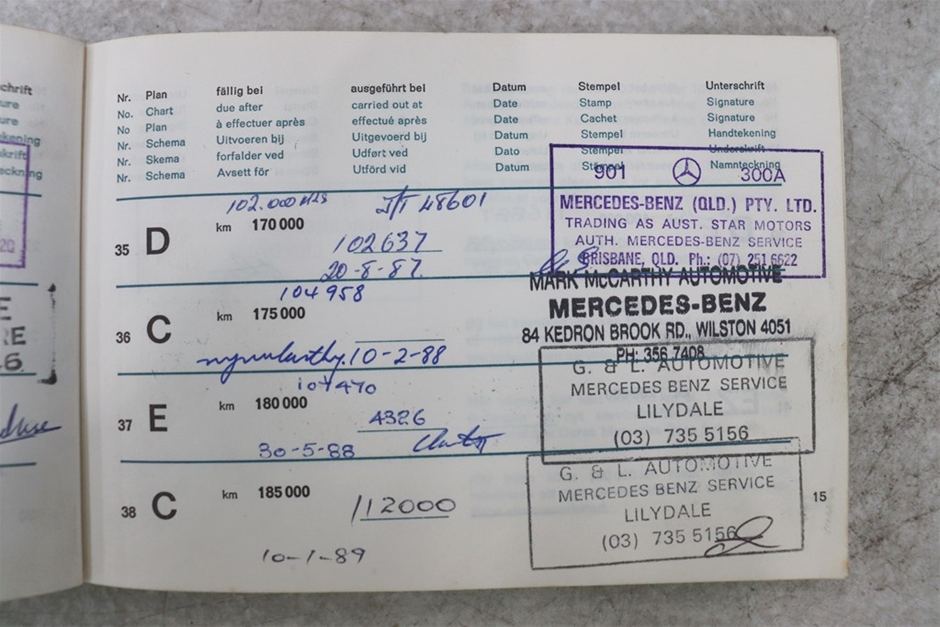 Nr. Plan fällig bei ausgeführt bei Datum Stempel Unterschrift
No. Chart due after carried out at Date Stamp Signature
No Plan à effectuer après effectué après Date Cachet Signature
Nr. Schema Uitvoeren bij Uitgevoerd bij Datum Stempel Handtekening
Nr. Skema forfalder ved Udført ved Dato Stempel Underskrift
Nr. Schema Avsett för Utförd vid Datum Stämpel Namnteckning
901 300A
MERCEDES-BENZ (QLD.) PTY. LTD.
TRADING AS AUST. STAR MOTORS
AUTH. MERCEDES-BENZ SERVICE
BRISBANE, QLD. Ph.: (07) 251 6622
102.000
48601
35 D km 170 000
102637
20-8-87
MARK McCARTHY AUTOMOTIVE
MERCEDES-BENZ
84 KEDRON BROOK RD., WILSTON 4051
PH: 356 7408
104958
36 C km 175 000
10-2-88
G. & L. AUTOMOTIVE
MERCEDES BENZ SERVICE
LILYDALE
(03) 735 5156
107470
37 E km 180 000
4326
30-5-88
G. & L. AUTOMOTIVE
MERCEDES BENZ SERVICE
LILYDALE
(03) 735 5156
38 C km 185 000
112000
10-1-89
15